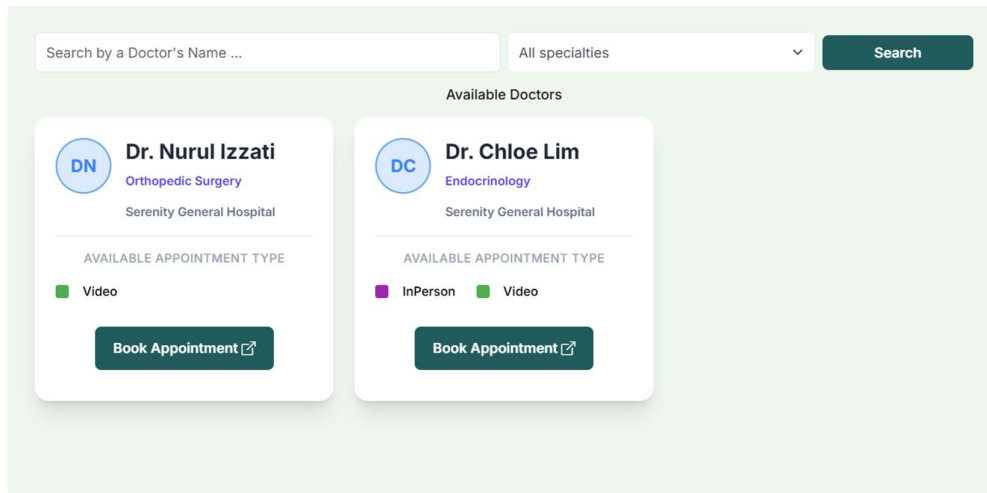 Search by a Doctor's Name ...
All specialties
Search
Available Doctors
DN
Dr. Nurul Izzati
Orthopedic Surgery
Serenity General Hospital
AVAILABLE APPOINTMENT TYPE
Video
Book Appointment
DC
Dr. Chloe Lim
Endocrinology
Serenity General Hospital
AVAILABLE APPOINTMENT TYPE
InPerson
Video
Book Appointment